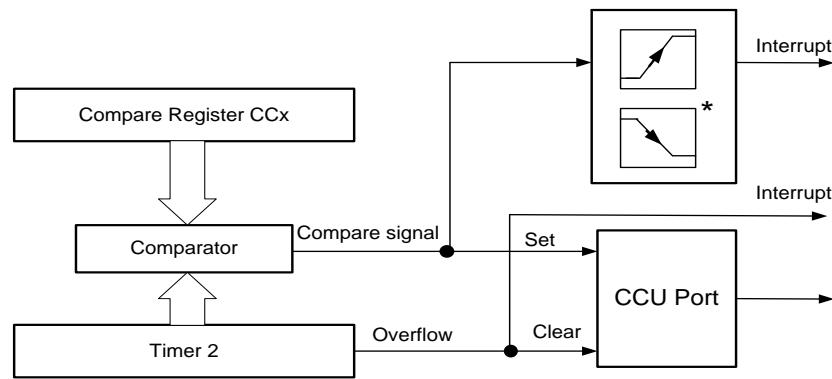 Interrupt
*
Compare Register CCx
Interrupt
Comparator
Compare signal
Set
CCU Port
Timer 2
Overflow
Clear